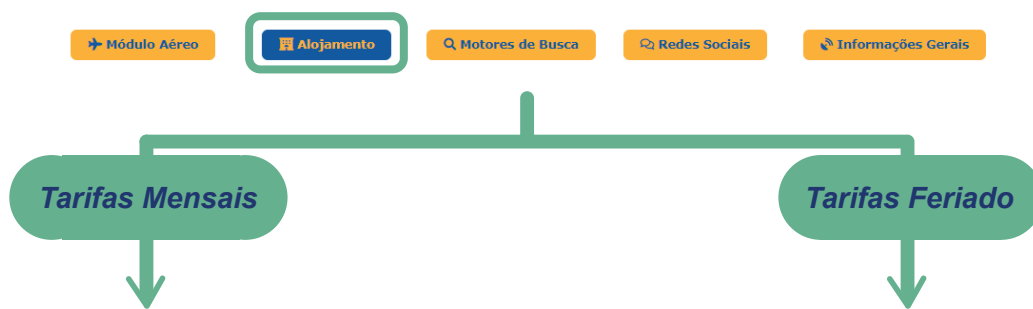 Módulo Aéreo
Alojamento
Motores de Busca
Redes Sociais
Informações Gerais
Tarifas Mensais
Tarifas Feriado